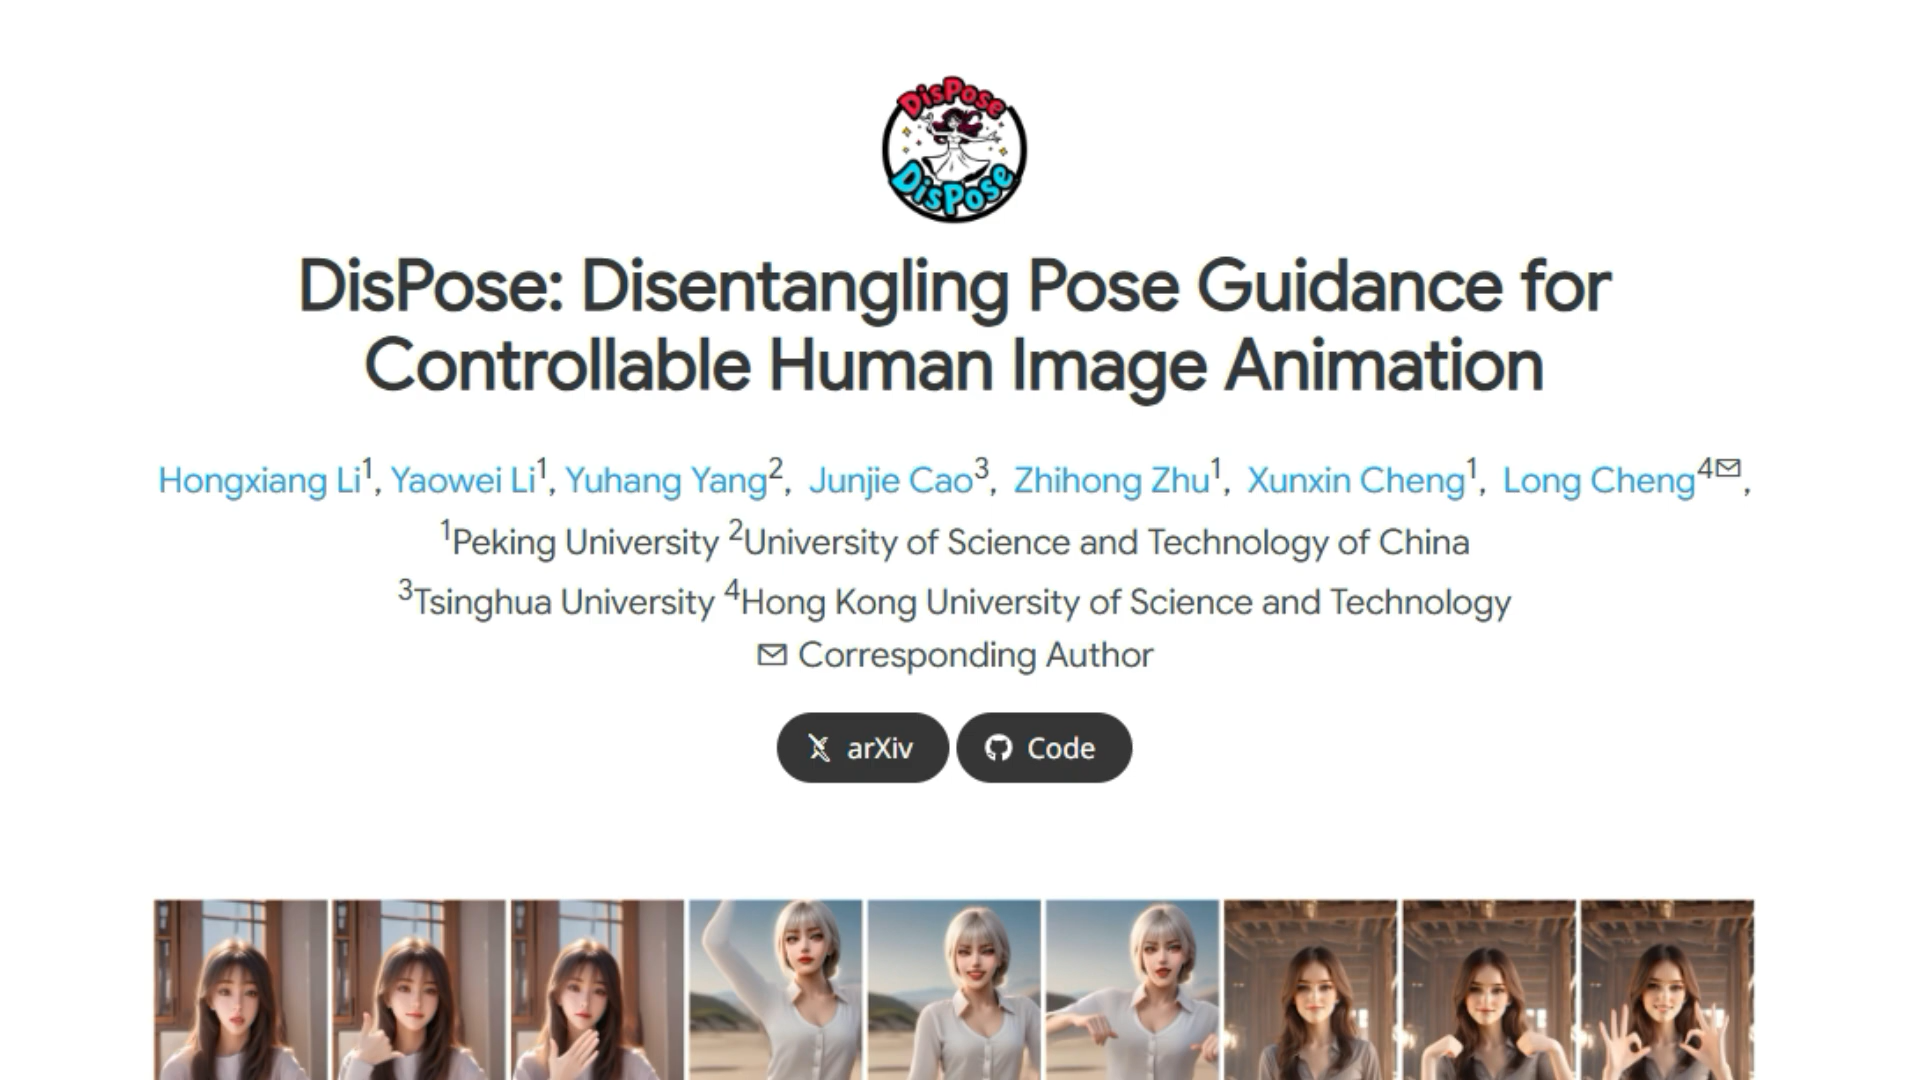 DisPose
DisPose
DisPose: Disentangling Pose Guidance for
Controllable Human Image Animation
Hongxiang Li1, Yaowei Li1, Yuhang Yang2, Junjie Cao3, Zhihong Zhu1, Xunxin Cheng1, Long Cheng4✉,
1Peking University 2University of Science and Technology of China
3Tsinghua University 4Hong Kong University of Science and Technology
✉ Corresponding Author
arXiv Code